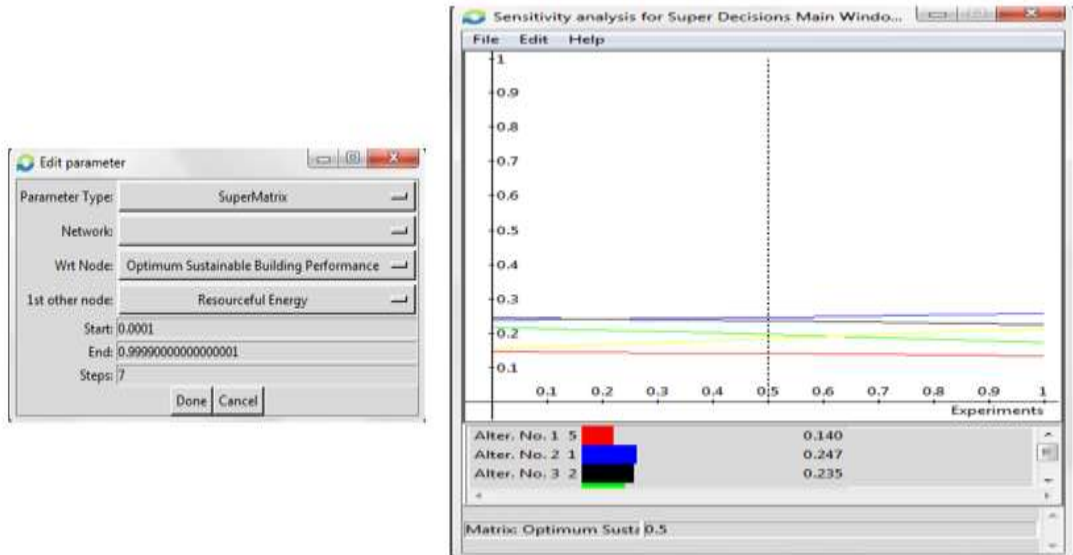 Edit parameter
Parameter Type: SuperMatrix
Network:
Wrt Node: Optimum Sustainable Building Performance
1st other node: Resourceful Energy
Start: 0.0001
End: 0.99990000000000001
Steps: 7
Done Cancel
Sensitivity analysis for Super Decisions Main Windo...
File Edit Help
1
0.9
0.8
0.7
0.6
0.5
0.4
0.3
0.2
0.1
0.1 0.2 0.3 0.4 0.5 0.6 0.7 0.8 0.9 1
Experiments
Alter. No. 1 5 0.140
Alter. No. 2 1 0.247
Alter. No. 3 2 0.235
Matrix: Optimum Susta 0.5